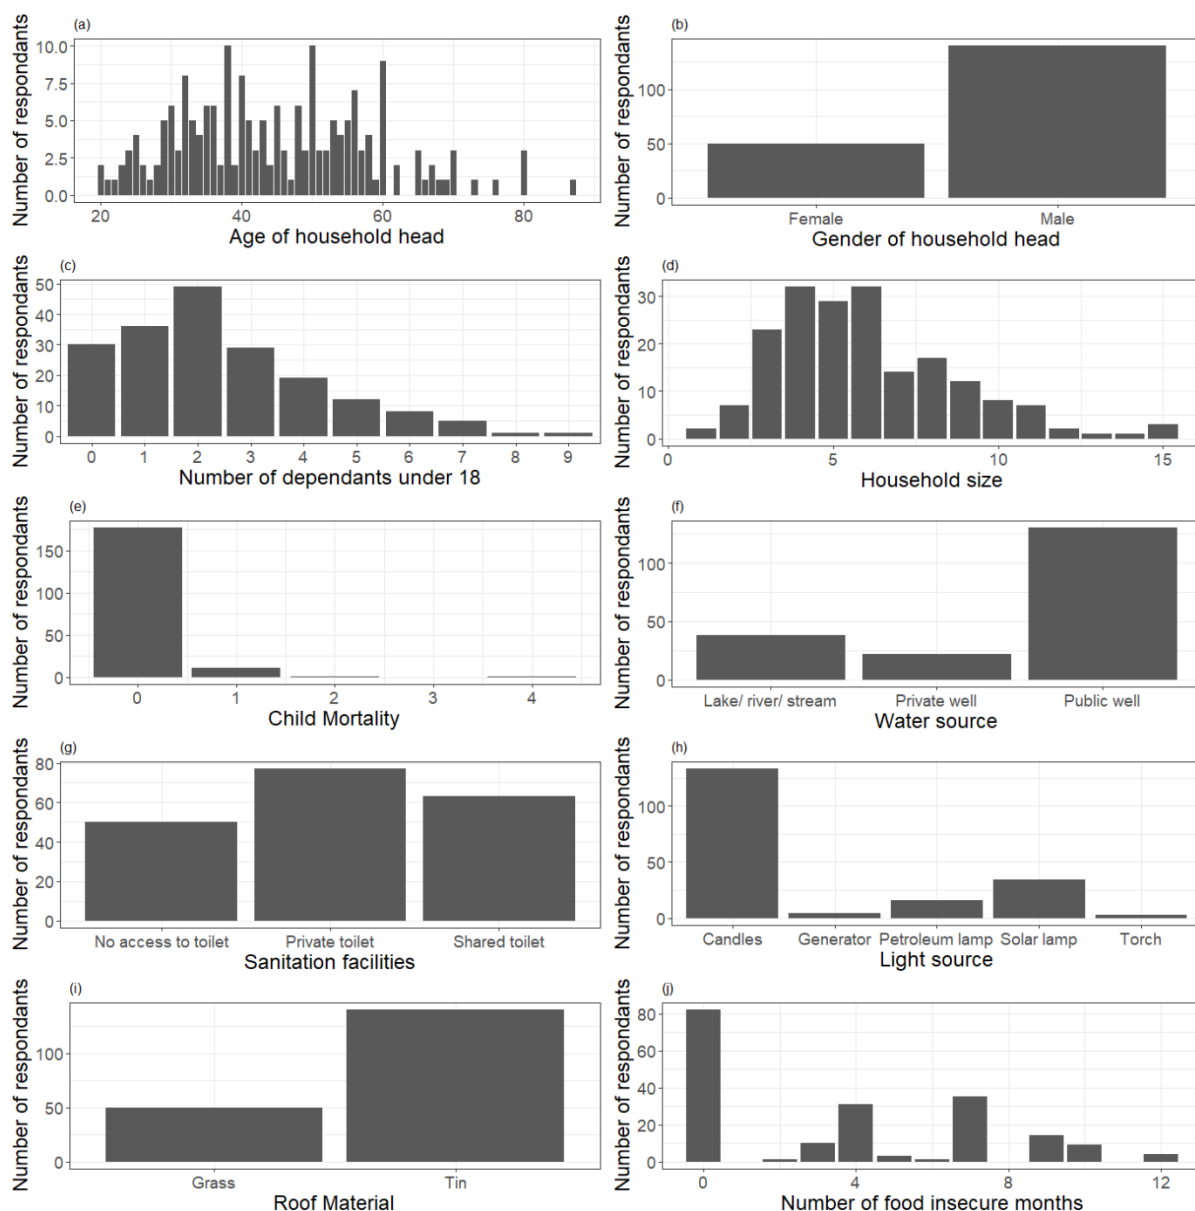 (a)
Number of respondants
10.0
7.5
5.0
2.5
0.0
20 40 60 80
Age of household head
(b)
Number of respondants
100
50
0
Female Male
Gender of household head
(c)
Number of respondants
50
40
30
20
10
0
0 1 2 3 4 5 6 7 8 9
Number of dependants under 18
(d)
Number of respondants
30
20
10
0
0 5 10 15
Household size
(e)
Number of respondants
150
100
50
0
0 1 2 3 4
Child Mortality
(f)
Number of respondants
100
50
0
Lake/ river/ stream Private well Public well
Water source
(g)
Number of respondants
80
60
40
20
0
No access to toilet Private toilet Shared toilet
Sanitation facilities
(h)
Number of respondants
100
50
0
Candles Generator Petroleum lamp Solar lamp Torch
Light source
(i)
Number of respondants
100
50
0
Grass Tin
Roof Material
(j)
Number of respondants
80
60
40
20
0
0 4 8 12
Number of food insecure months